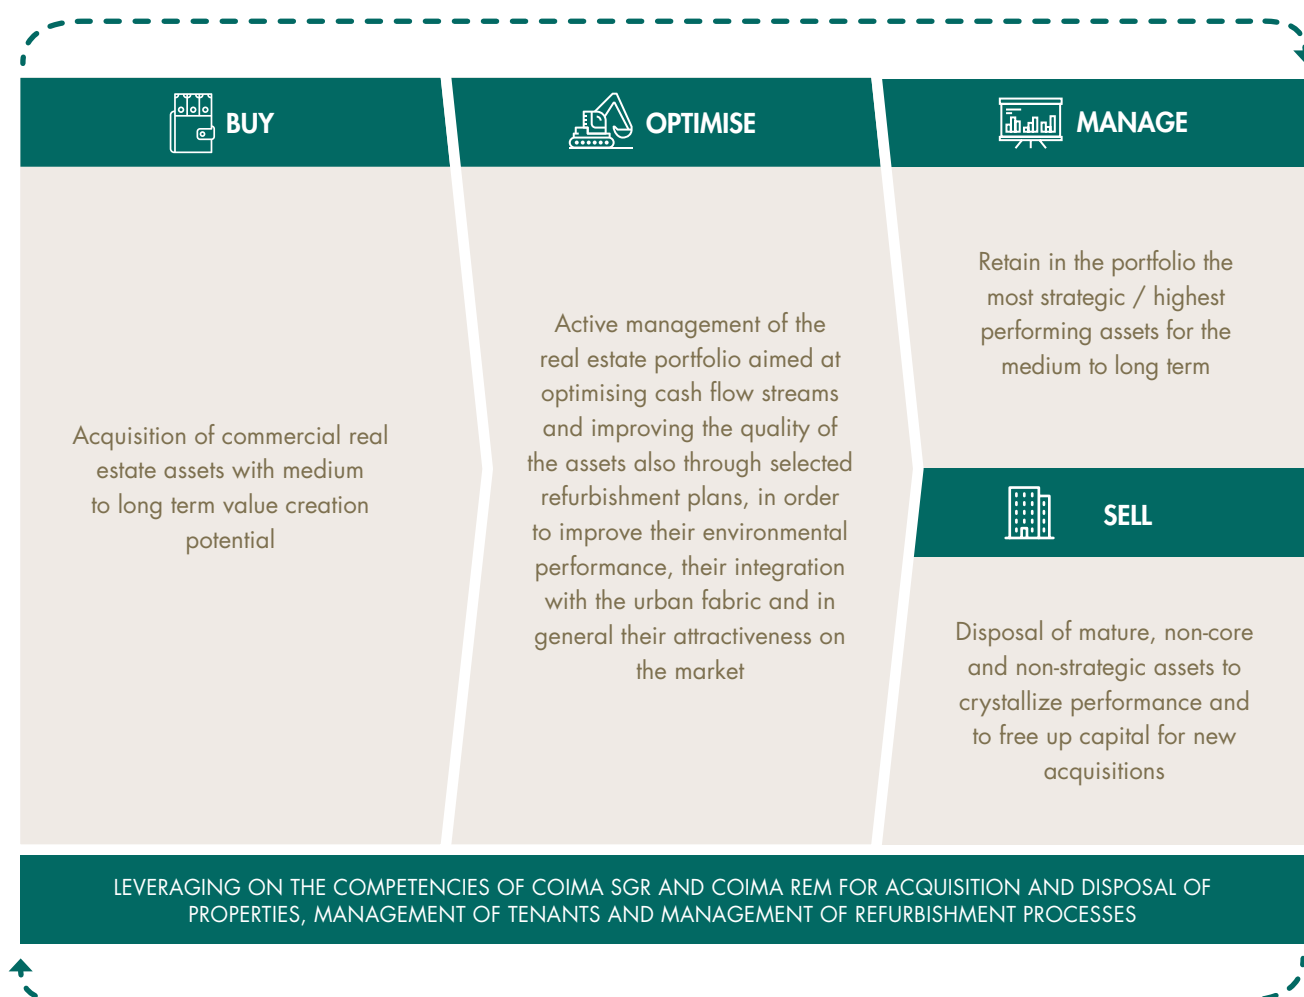 BUY
Acquisition of commercial real
estate assets with medium
to long term value creation
potential
OPTIMISE
Active management of the
real estate portfolio aimed at
optimising cash flow streams
and improving the quality of
the assets also through selected
refurbishment plans, in order
to improve their environmental
performance, their integration
with the urban fabric and in
general their attractiveness on
the market
MANAGE
Retain in the portfolio the
most strategic / highest
performing assets for the
medium to long term
SELL
Disposal of mature, non-core
and non-strategic assets to
crystallize performance and
to free up capital for new
acquisitions
LEVERAGING ON THE COMPETENCIES OF COIMA SGR AND COIMA REM FOR ACQUISITION AND DISPOSAL OF
PROPERTIES, MANAGEMENT OF TENANTS AND MANAGEMENT OF REFURBISHMENT PROCESSES